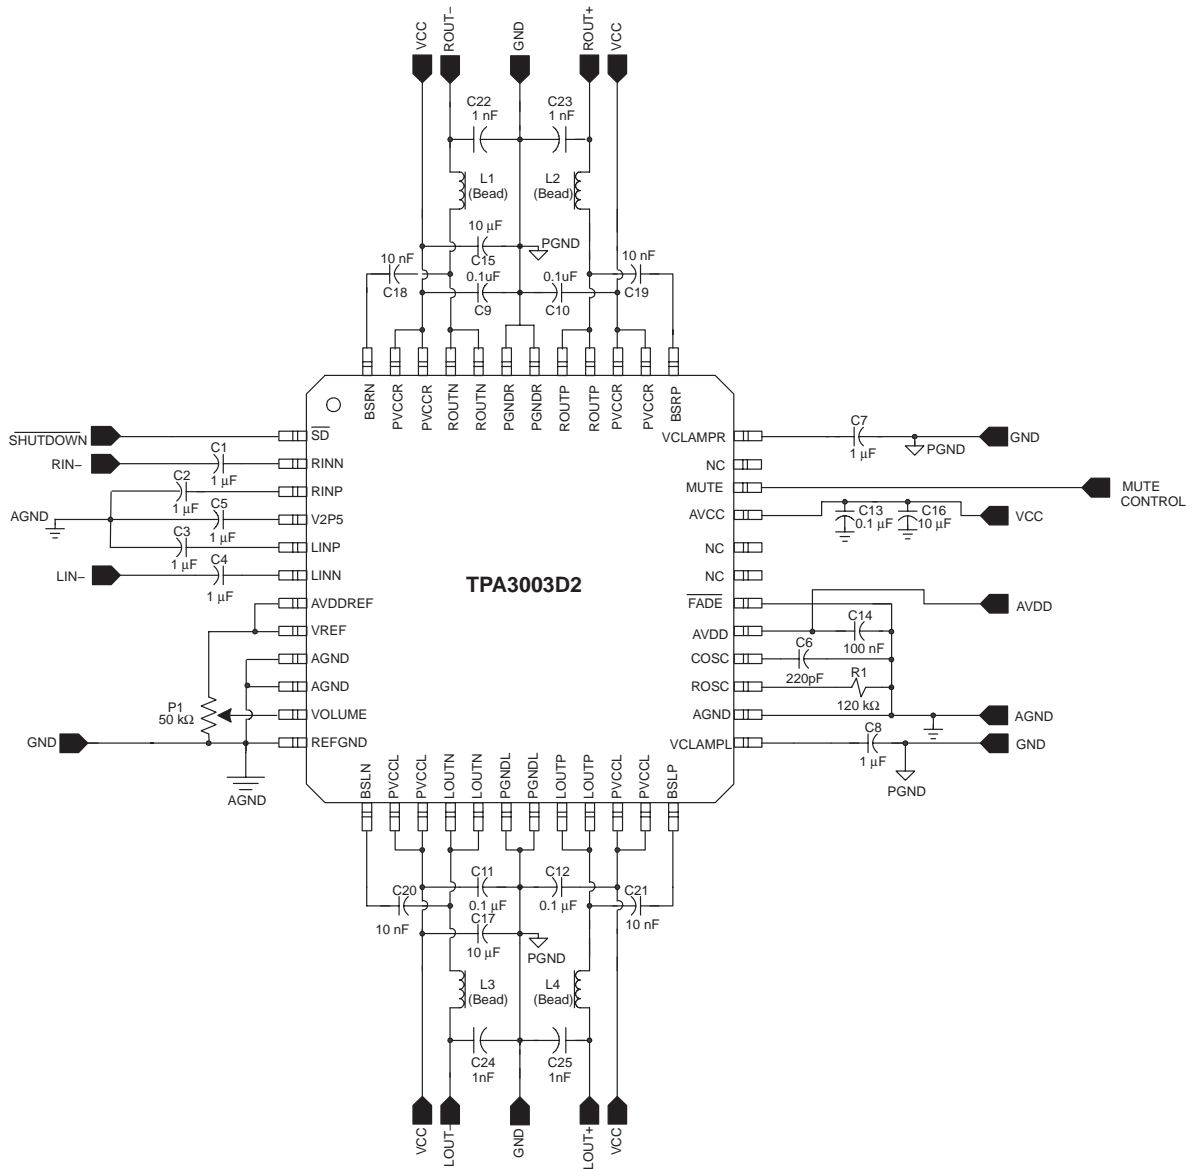 VCC
ROUT–
GND
ROUT+
VCC
C22
1 nF
C23
1 nF
L1
(Bead)
L2
(Bead)
10 µF
C15
PGND
10 nF
C18
0.1uF
C9
0.1uF
C10
10 nF
C19
BSRN
PVCCR
PVCCR
ROUTN
ROUTN
PGNDR
PGNDR
ROUTP
ROUTP
PVCCR
PVCCR
BSRP
SHUTDOWN
SD
RIN–
C1
1 µF
RINN
C2
1 µF
RINP
AGND
C5
1 µF
V2P5
C3
1 µF
LINP
LIN–
C4
1 µF
LINN
AVDDREF
VREF
AGND
AGND
P1
50 kΩ
VOLUME
GND
REFGND
AGND
TPA3003D2
VCLAMPR
C7
1 µF
PGND
GND
NC
MUTE
MUTE
CONTROL
AVCC
C13
0.1 µF
C16
10 µF
VCC
NC
NC
FADE
AVDD
AVDD
C14
100 nF
COSC
C6
220pF
ROSC
R1
120 kΩ
AGND
AGND
VCLAMPL
C8
1 µF
PGND
GND
BSLN
PVCCL
PVCCL
LOUTN
LOUTN
PGNDL
PGNDL
LOUTP
LOUTP
PVCCL
PVCCL
BSLP
C20
10 nF
C11
0.1 µF
C12
0.1 µF
C21
10 nF
C17
10 µF
PGND
L3
(Bead)
L4
(Bead)
C24
1nF
C25
1nF
VCC
LOUT–
GND
LOUT+
VCC